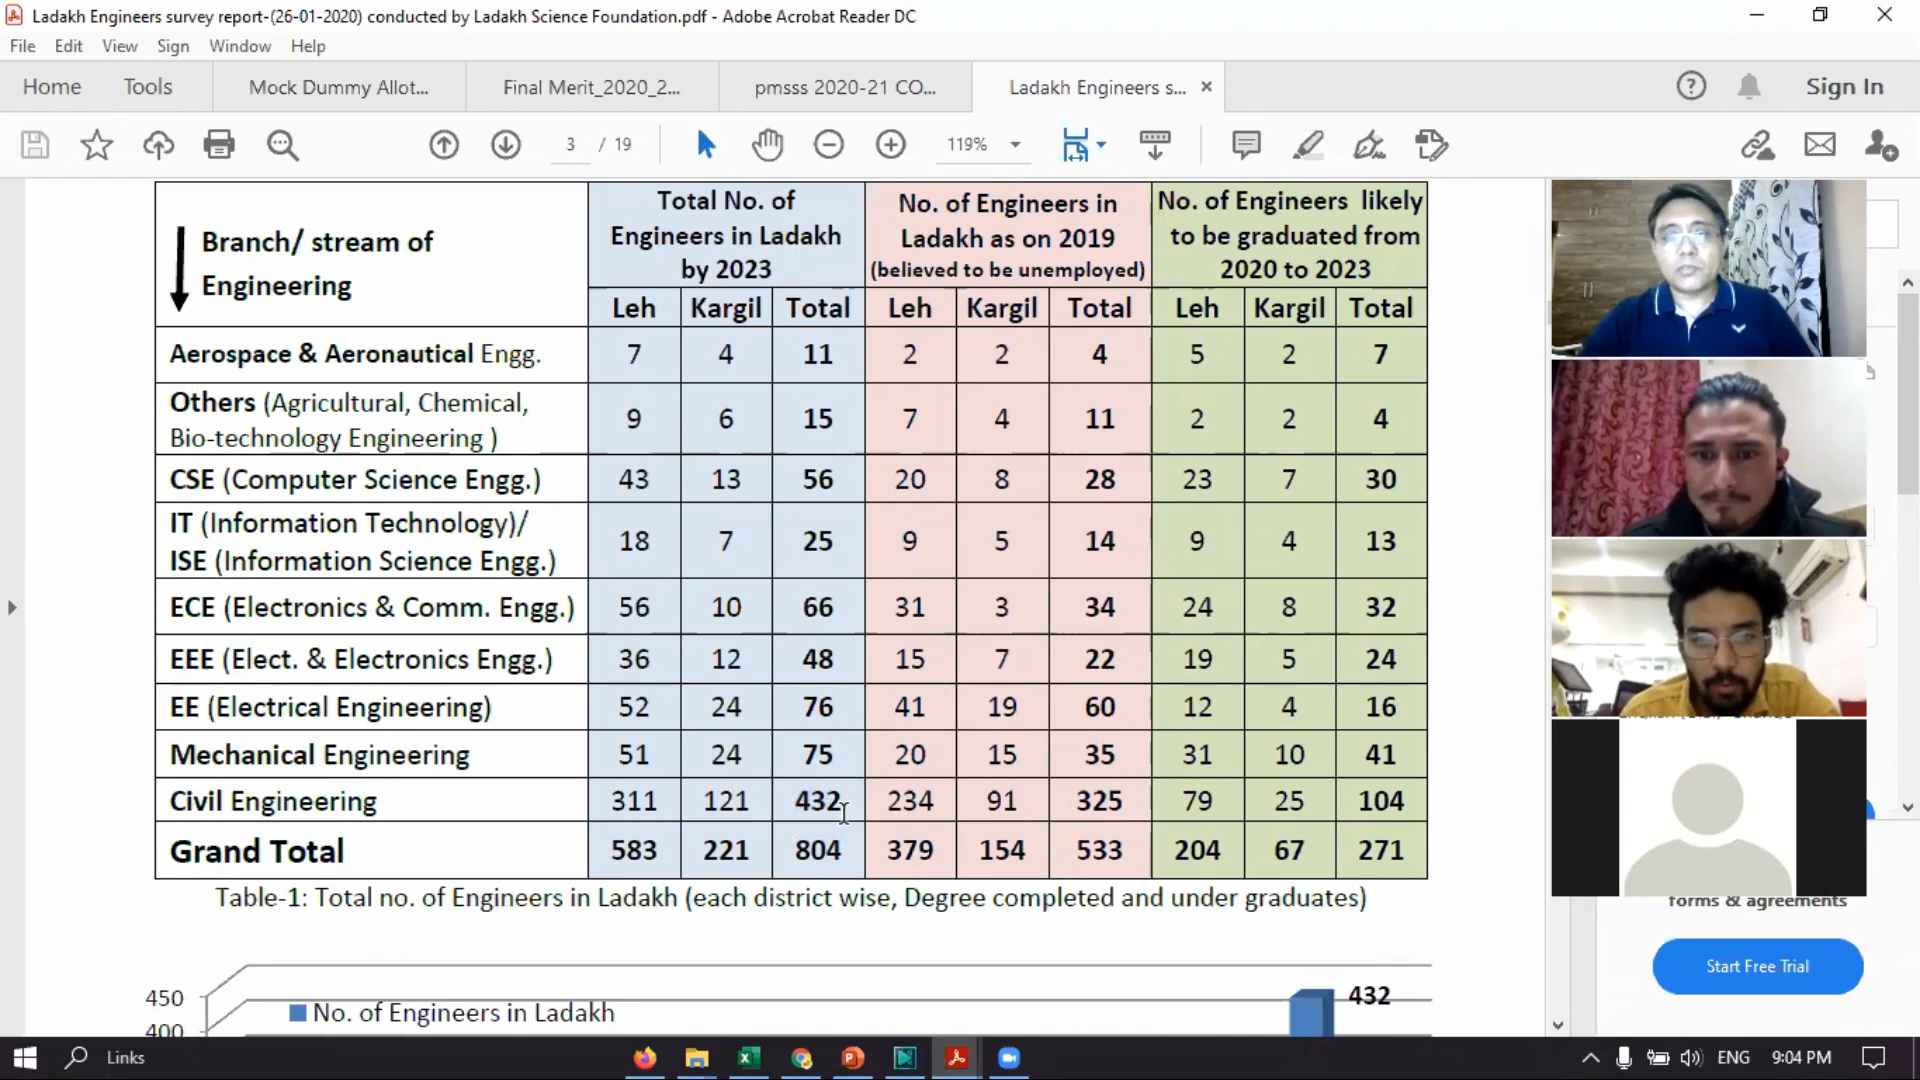 Ladakh Engineers survey report-(26-01-2020) conducted by Ladakh Science Foundation.pdf - Adobe Acrobat Reader DC
File Edit View Sign Window Help
Home Tools Mock Dummy Allot... Final Merit_2020_2... pmsss 2020-21 CO... Ladakh Engineers s... × Sign In
3 / 19 119%
Branch/ stream of
Engineering
Total No. of
Engineers in Ladakh
by 2023
No. of Engineers in
Ladakh as on 2019
(believed to be unemployed)
No. of Engineers likely
to be graduated from
2020 to 2023
Leh Kargil Total Leh Kargil Total Leh Kargil Total
Aerospace & Aeronautical Engg. 7 4 11 2 2 4 5 2 7
Others (Agricultural, Chemical,
Bio-technology Engineering ) 9 6 15 7 4 11 2 2 4
CSE (Computer Science Engg.) 43 13 56 20 8 28 23 7 30
IT (Information Technology)/
ISE (Information Science Engg.) 18 7 25 9 5 14 9 4 13
ECE (Electronics & Comm. Engg.) 56 10 66 31 3 34 24 8 32
EEE (Elect. & Electronics Engg.) 36 12 48 15 7 22 19 5 24
EE (Electrical Engineering) 52 24 76 41 19 60 12 4 16
Mechanical Engineering 51 24 75 20 15 35 31 10 41
Civil Engineering 311 121 432 234 91 325 79 25 104
Grand Total 583 221 804 379 154 533 204 67 271
Table-1: Total no. of Engineers in Ladakh (each district wise, Degree completed and under graduates)
forms & agreements
Start Free Trial
450
432
No. of Engineers in Ladakh
400
Links
ENG 9:04 PM